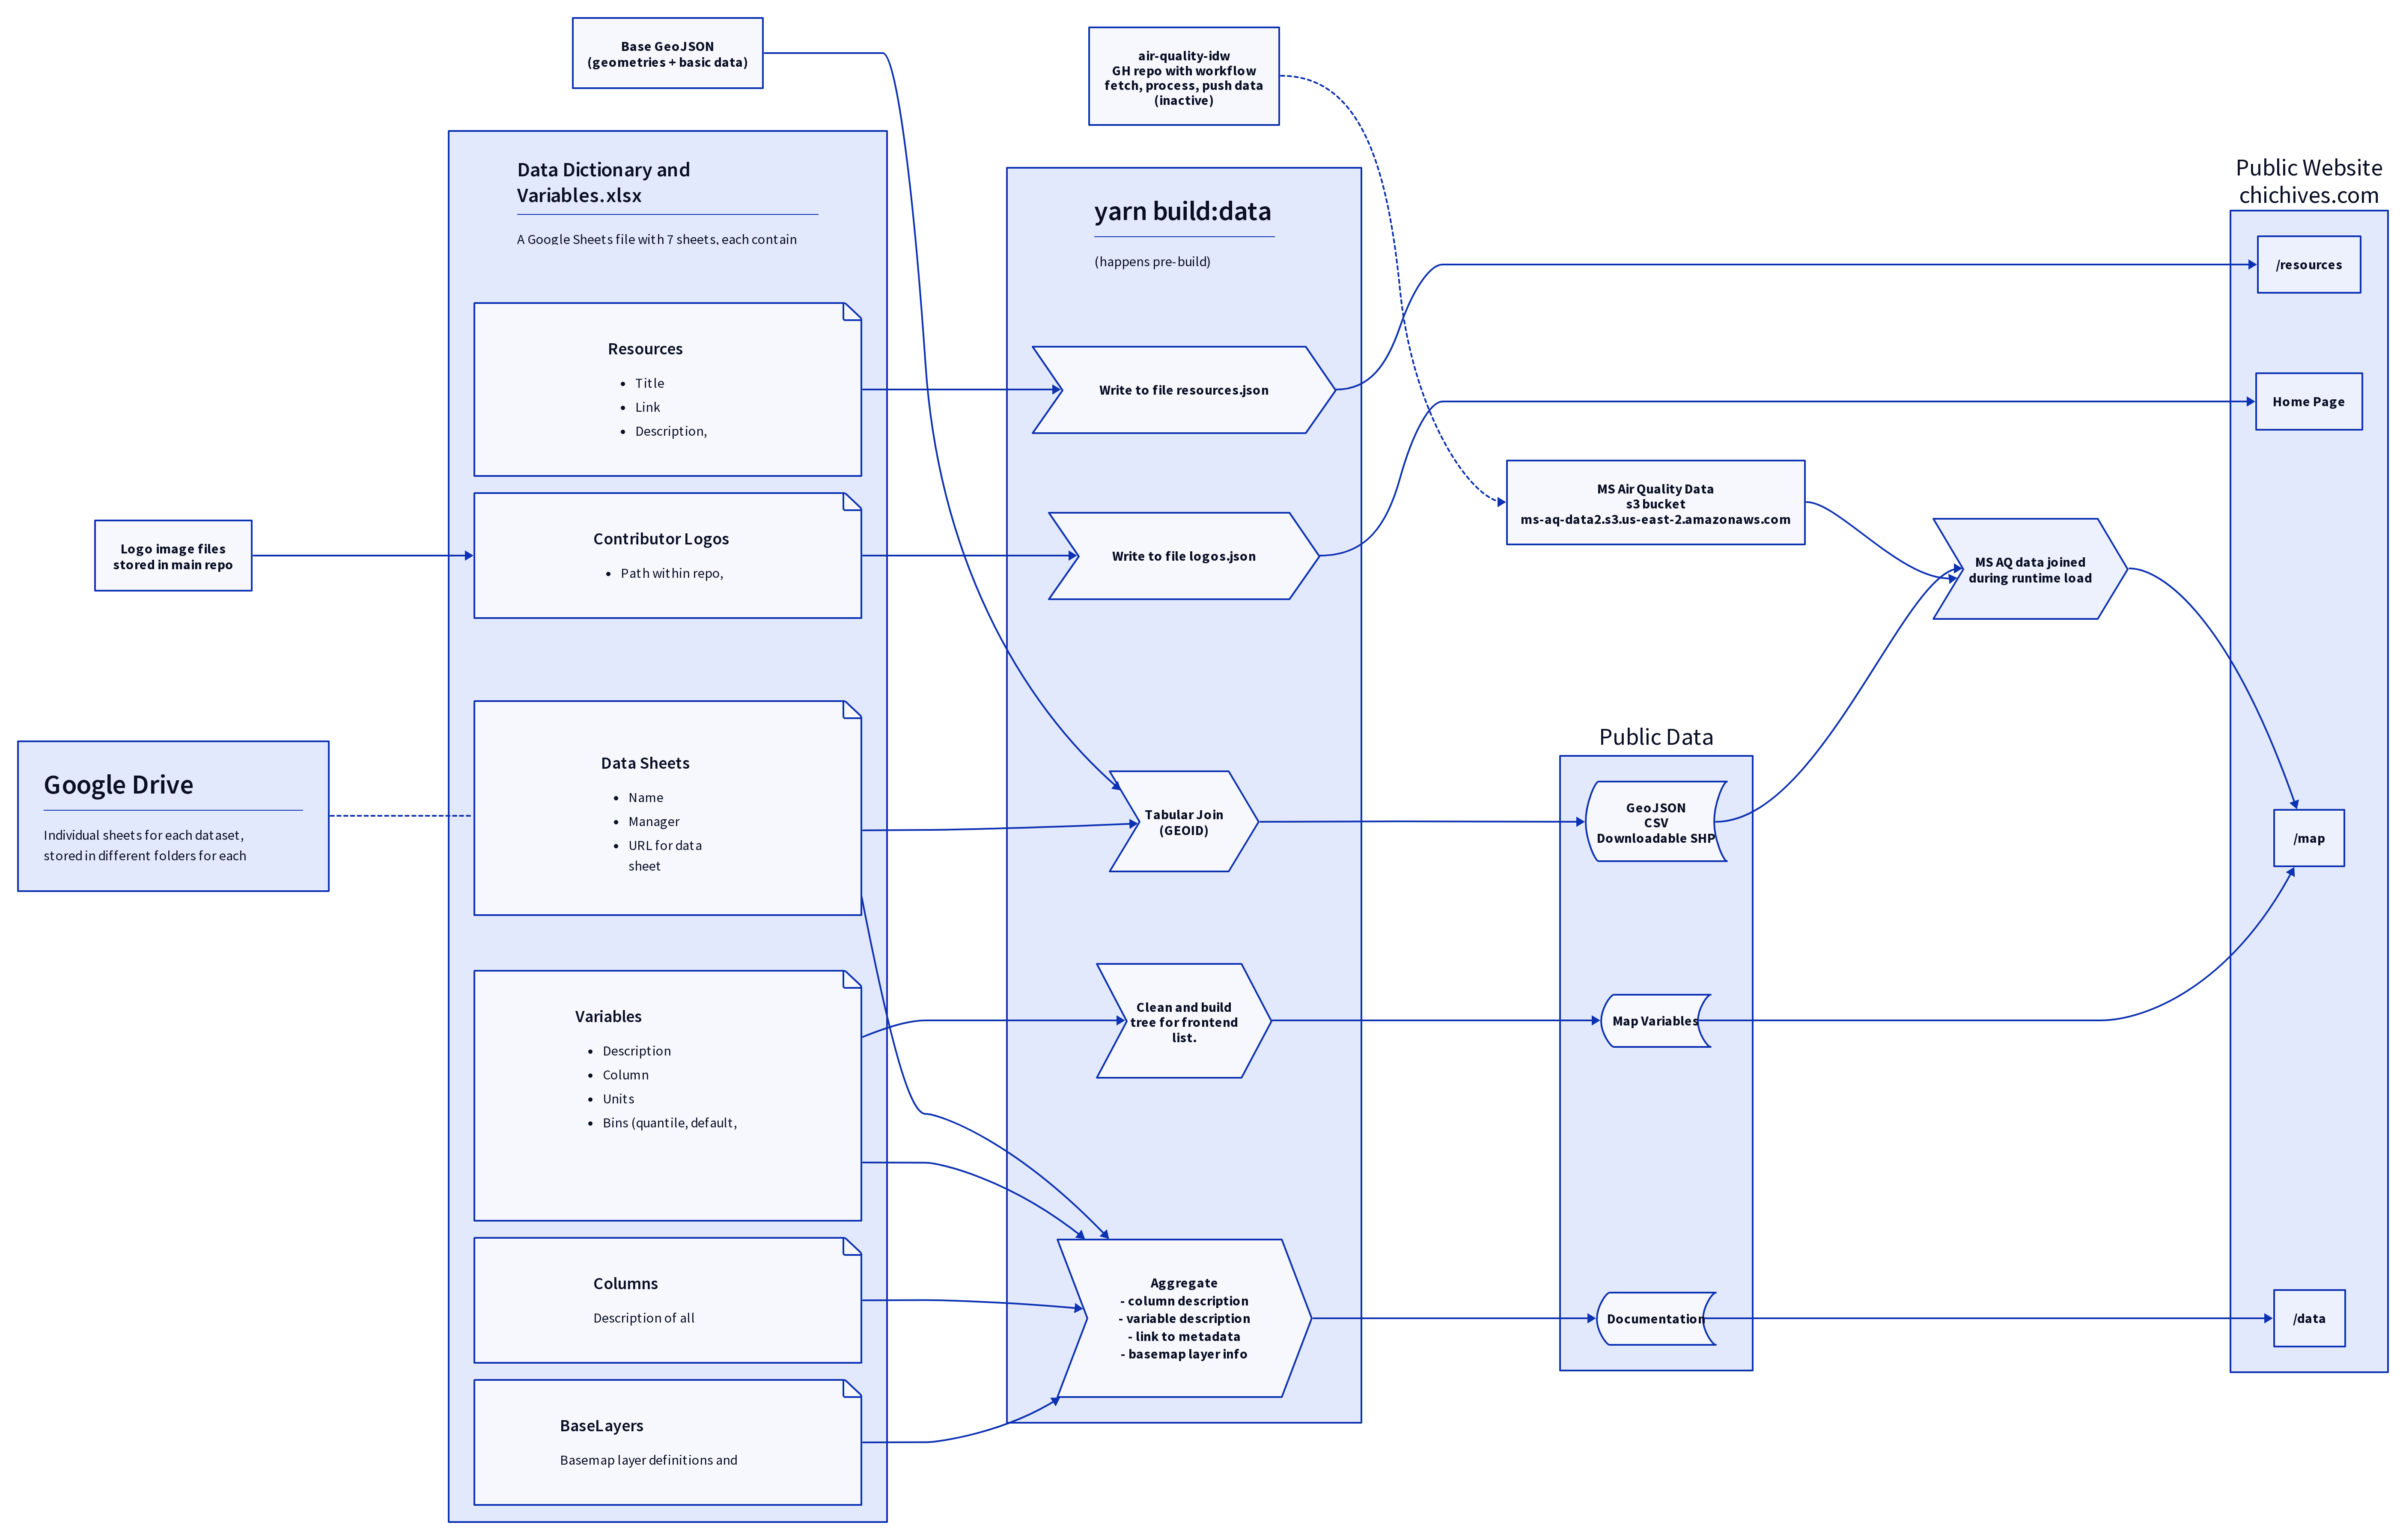 Base GeoJSON
(geometries + basic data)
air-quality-idw
GH repo with workflow
fetch, process, push data
(inactive)
Data Dictionary and
Variables.xlsx
A Google Sheets file with 7 sheets, each contain
Resources
• Title
• Link
• Description,
Contributor Logos
• Path within repo,
Logo image files
stored in main repo
Google Drive
Individual sheets for each dataset,
stored in different folders for each
Data Sheets
• Name
• Manager
• URL for data
sheet
Variables
• Description
• Column
• Units
• Bins (quantile, default,
Columns
Description of all
BaseLayers
Basemap layer definitions and
yarn build:data
(happens pre-build)
Write to file resources.json
Write to file logos.json
Tabular Join
(GEOID)
Clean and build
tree for frontend
list.
Aggregate
- column description
- variable description
- link to metadata
- basemap layer info
MS Air Quality Data
s3 bucket
ms-aq-data2.s3.us-east-2.amazonaws.com
MS AQ data joined
during runtime load
Public Data
GeoJSON
CSV
Downloadable SHP
Map Variables
Documentation
Public Website
chichives.com
/resources
Home Page
/map
/data